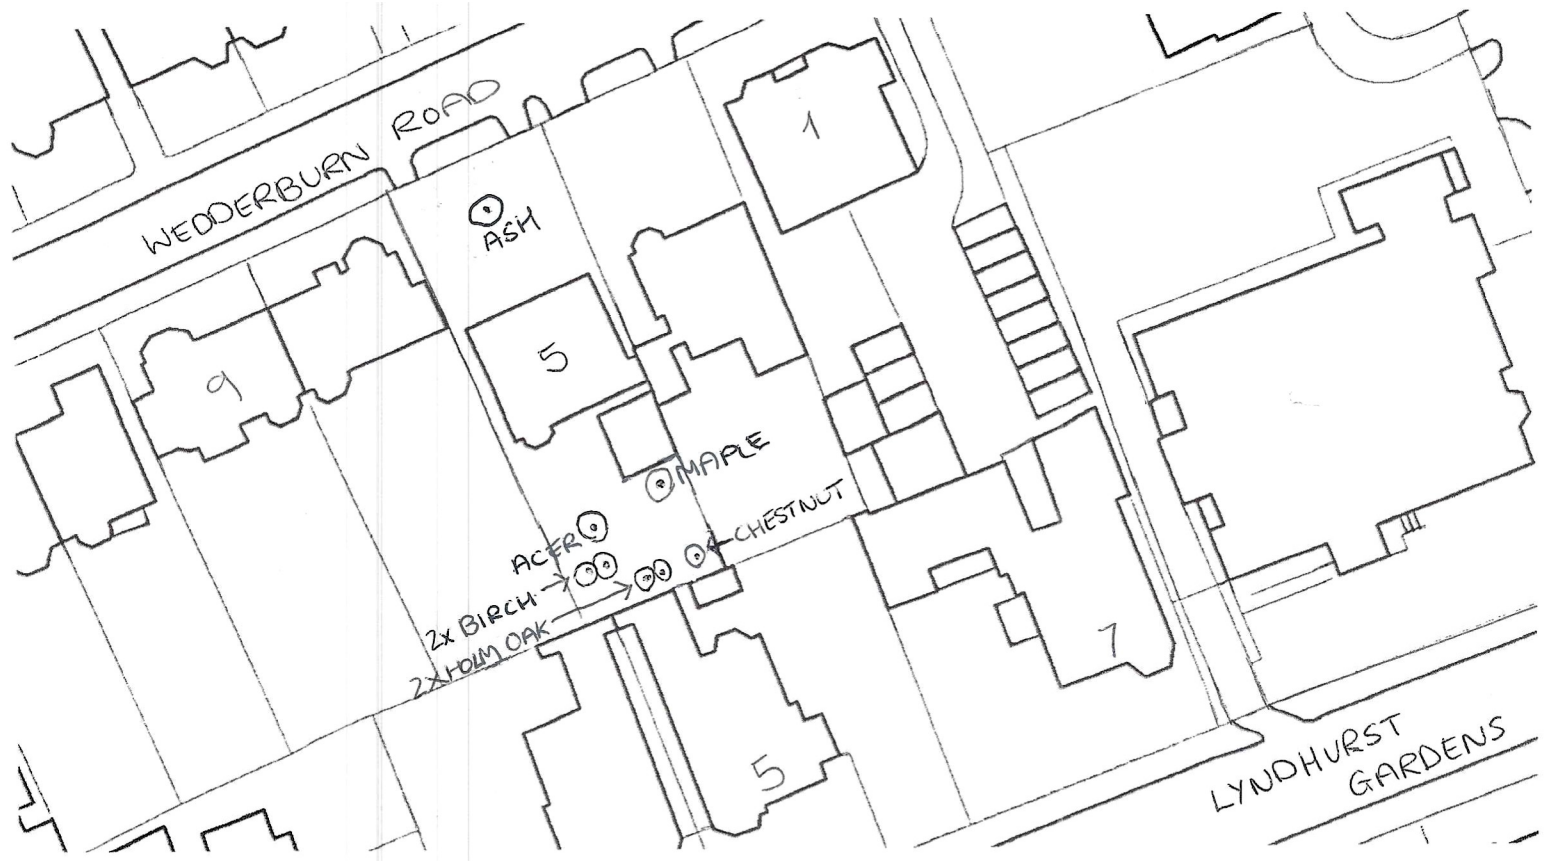 WEDDERBURN ROAD
1
ASH
5
9
MAPLE
CHESTNUT
ACER
2x BIRCH
2x HOLM OAK
7
5
LYNDHURST
GARDENS